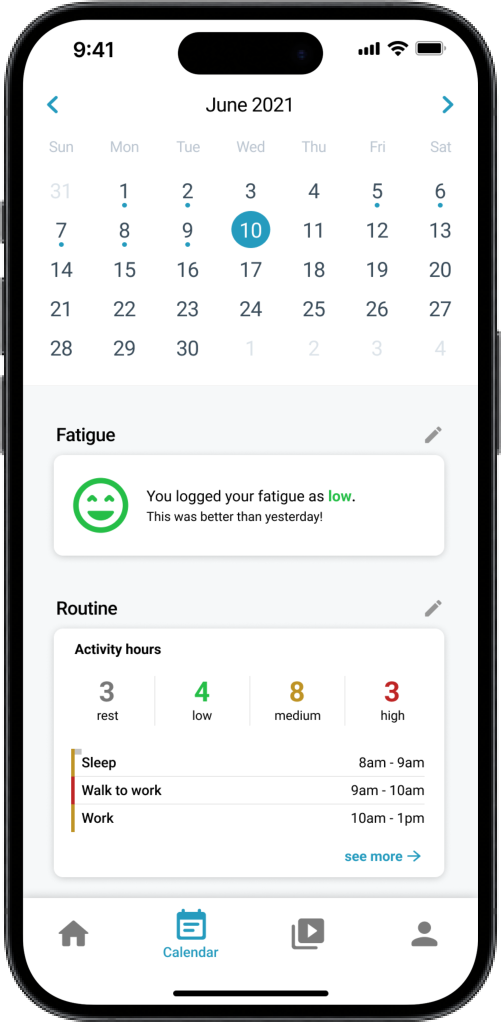 9:41
June 2021
Sun Mon Tue Wed Thu Fri Sat
31 1 2 3 4 5 6
7 8 9 10 11 12 13
14 15 16 17 18 19 20
21 22 23 24 25 26 27
28 29 30 1 2 3 4
Fatigue
You logged your fatigue as low.
This was better than yesterday!
Routine
Activity hours
3 4 8 3
rest low medium high
Sleep 8am - 9am
Walk to work 9am - 10am
Work 10am - 1pm
see more →
Calendar